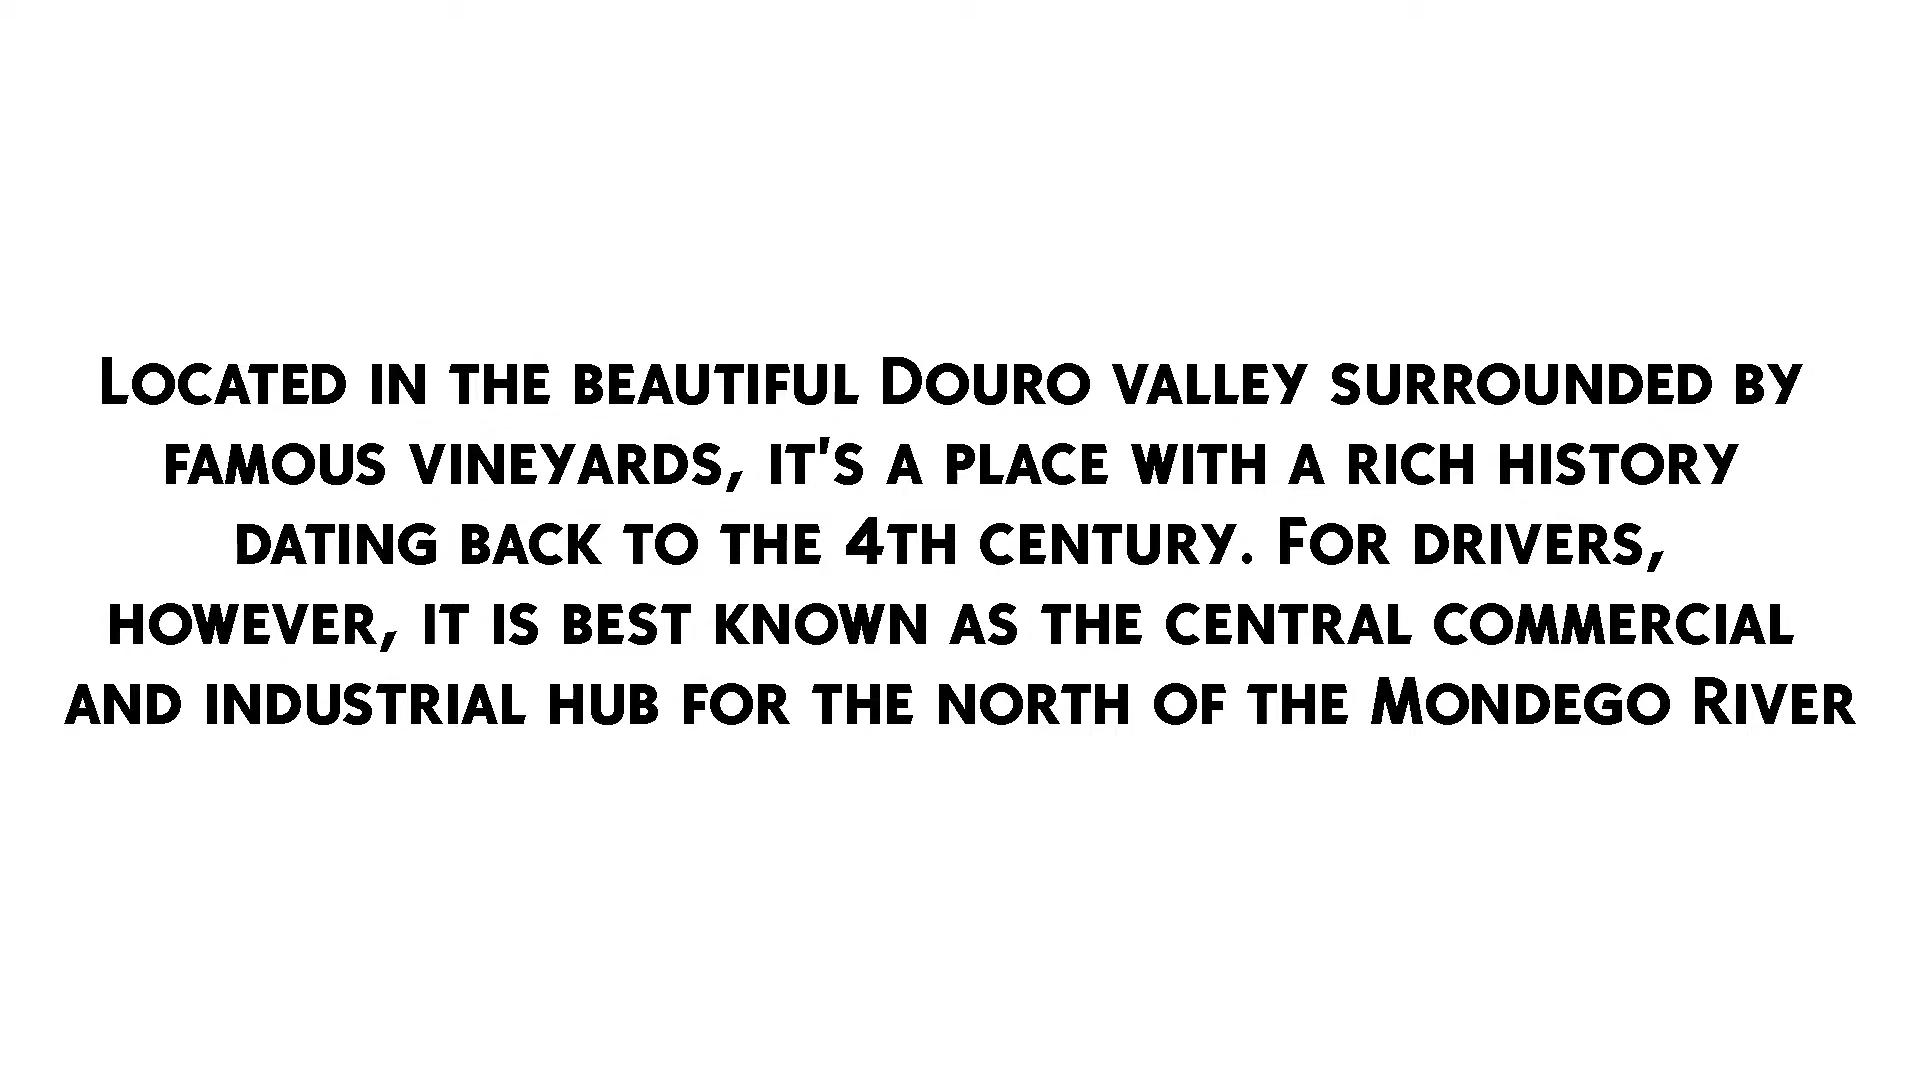 Located in the beautiful Douro valley surrounded by
famous vineyards, it's a place with a rich history
dating back to the 4th century. For drivers,
however, it is best known as the central commercial
and industrial hub for the north of the Mondego River